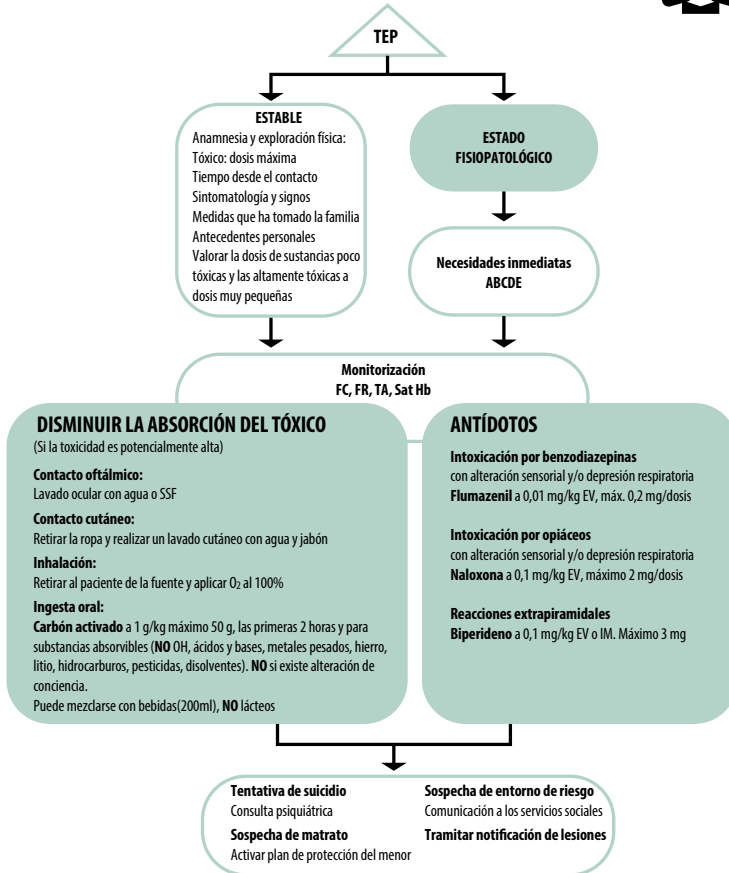 TEP
ESTABLE
Anamnesia y exploración física:
Tóxico: dosis máxima
Tiempo desde el contacto
Sintomatología y signos
Medidas que ha tomado la familia
Antecedentes personales
Valorar la dosis de sustancias poco
tóxicas y las altamente tóxicas a
dosis muy pequeñas
ESTADO
FISIOPATOLÓGICO
Necesidades inmediatas
ABCDE
Monitorización
FC, FR, TA, Sat Hb
DISMINUIR LA ABSORCIÓN DEL TÓXICO
(Si la toxicidad es potencialmente alta)
Contacto oftálmico:
Lavado ocular con agua o SSF
Contacto cutáneo:
Retirar la ropa y realizar un lavado cutáneo con agua y jabón
Inhalación:
Retirar al paciente de la fuente y aplicar O₂ al 100%
Ingesta oral:
Carbón activado a 1 g/kg máximo 50 g, las primeras 2 horas y para
substancias absorvibles (NO OH, ácidos y bases, metales pesados, hierro,
litio, hidrocarburos, pesticidas, disolventes). NO si existe alteración de
conciencia.
Puede mezclarse con bebidas(200ml), NO lácteos
ANTÍDOTOS
Intoxicación por benzodiazepinas
con alteración sensorial y/o depresión respiratoria
Flumazenil a 0,01 mg/kg EV, máx. 0,2 mg/dosis
Intoxicación por opiáceos
con alteración sensorial y/o depresión respiratoria
Naloxona a 0,1 mg/kg EV, máximo 2 mg/dosis
Reacciones extrapiramidales
Biperideno a 0,1 mg/kg EV o IM. Máximo 3 mg
Tentativa de suicidio
Consulta psiquiátrica
Sospecha de matrato
Activar plan de protección del menor
Sospecha de entorno de riesgo
Comunicación a los servicios sociales
Tramitar notificación de lesiones